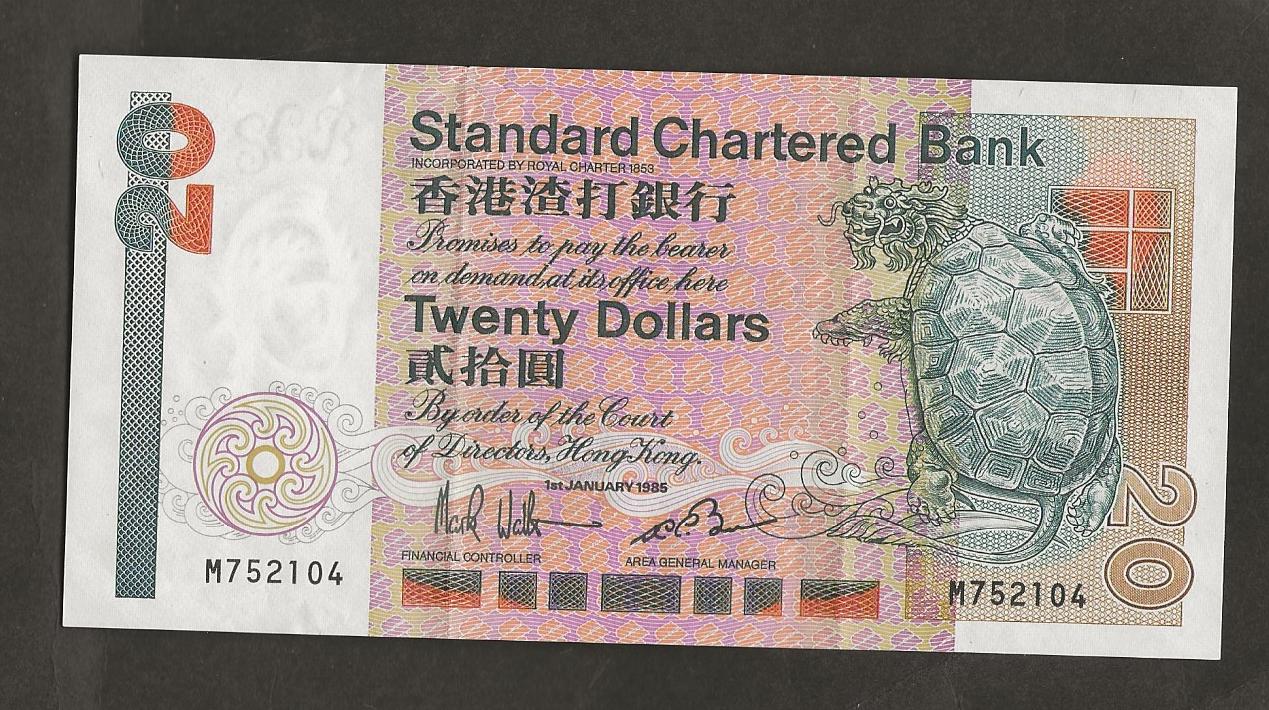 20
Standard Chartered Bank
INCORPORATED BY ROYAL CHARTER 1853
香港渣打銀行
Promises to pay the bearer
on demand, at its office here
Twenty Dollars
貳拾圓
By order of the Court
of Directors, Hong Kong.
1st JANUARY 1985
FINANCIAL CONTROLLER
AREA GENERAL MANAGER
M752104
M752104
20